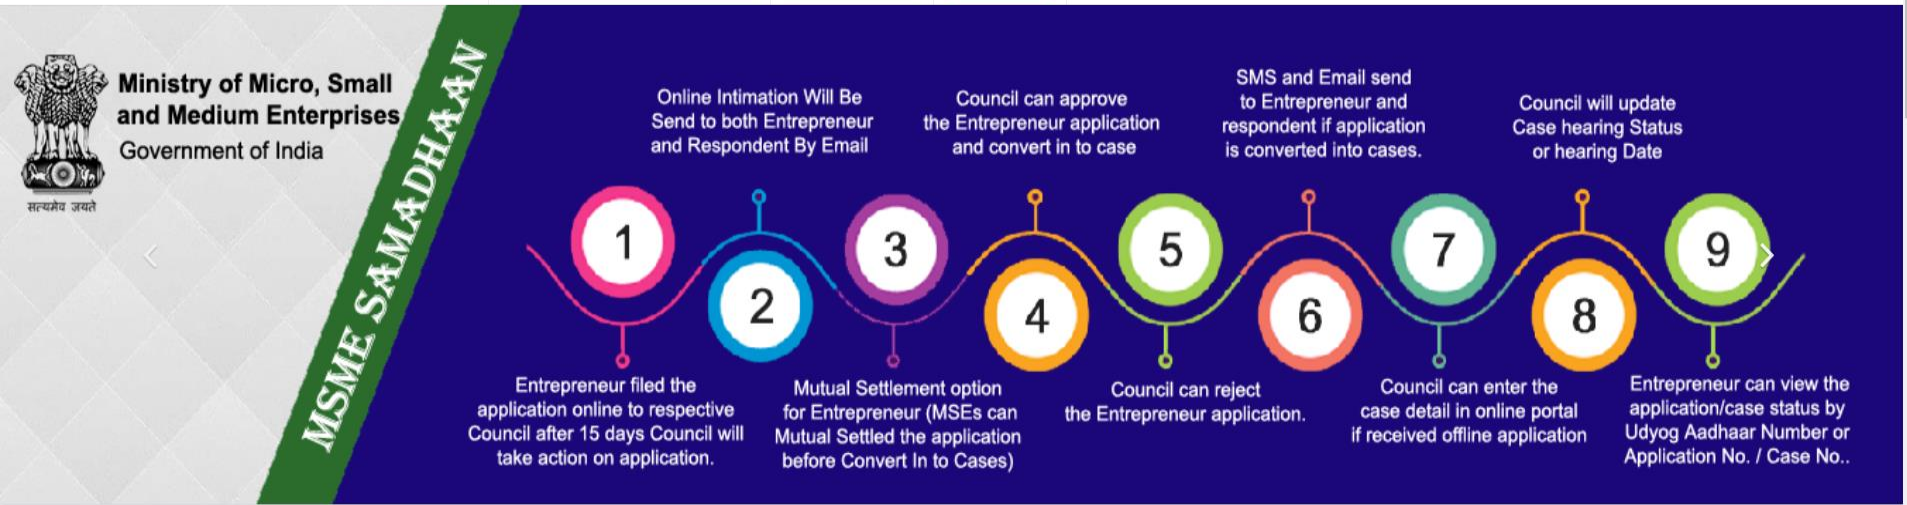 Ministry of Micro, Small
and Medium Enterprises
Government of India
सत्यमेव जयते
MSME SAMADHAAN
1
Entrepreneur filed the
application online to respective
Council after 15 days Council will
take action on application.
2
Online Intimation Will Be
Send to both Entrepreneur
and Respondent By Email
3
Mutual Settlement option
for Entrepreneur (MSEs can
Mutual Settled the application
before Convert In to Cases)
4
Council can approve
the Entrepreneur application
and convert in to case
5
Council can reject
the Entrepreneur application.
6
SMS and Email send
to Entrepreneur and
respondent if application
is converted into cases.
7
Council can enter the
case detail in online portal
if received offline application
8
Council will update
Case hearing Status
or hearing Date
9
Entrepreneur can view the
application/case status by
Udyog Aadhaar Number or
Application No. / Case No..